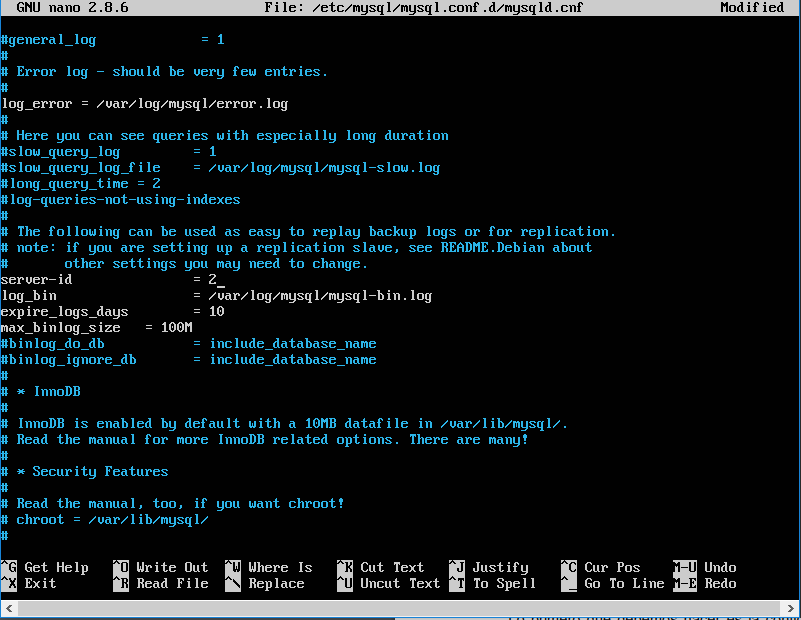 GNU nano 2.8.6 File: /etc/mysql/mysql.conf.d/mysqld.cnf Modified
#general_log = 1
#
# Error log - should be very few entries.
#
log_error = /var/log/mysql/error.log
#
# Here you can see queries with especially long duration
#slow_query_log = 1
#slow_query_log_file = /var/log/mysql/mysql-slow.log
#long_query_time = 2
#log-queries-not-using-indexes
#
# The following can be used as easy to replay backup logs or for replication.
# note: if you are setting up a replication slave, see README.Debian about
# other settings you may need to change.
server-id = 2_
log_bin = /var/log/mysql/mysql-bin.log
expire_logs_days = 10
max_binlog_size = 100M
#binlog_do_db = include_database_name
#binlog_ignore_db = include_database_name
#
# * InnoDB
#
# InnoDB is enabled by default with a 10MB datafile in /var/lib/mysql/.
# Read the manual for more InnoDB related options. There are many!
#
# * Security Features
#
# Read the manual, too, if you want chroot!
# chroot = /var/lib/mysql/
#
^G Get Help ^O Write Out ^W Where Is ^K Cut Text ^J Justify ^C Cur Pos M-U Undo
^X Exit ^R Read File ^\ Replace ^U Uncut Text ^T To Spell ^_ Go To Line M-E Redo